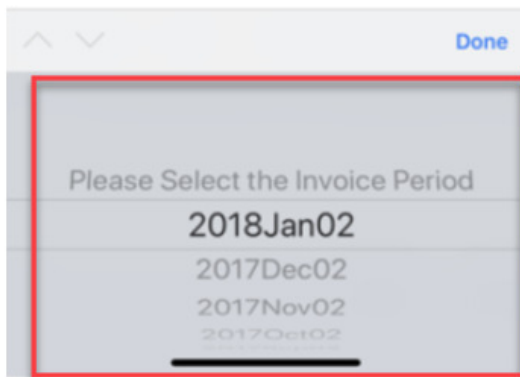 Done
Please Select the Invoice Period
2018Jan02
2017Dec02
2017Nov02
2017Oct02